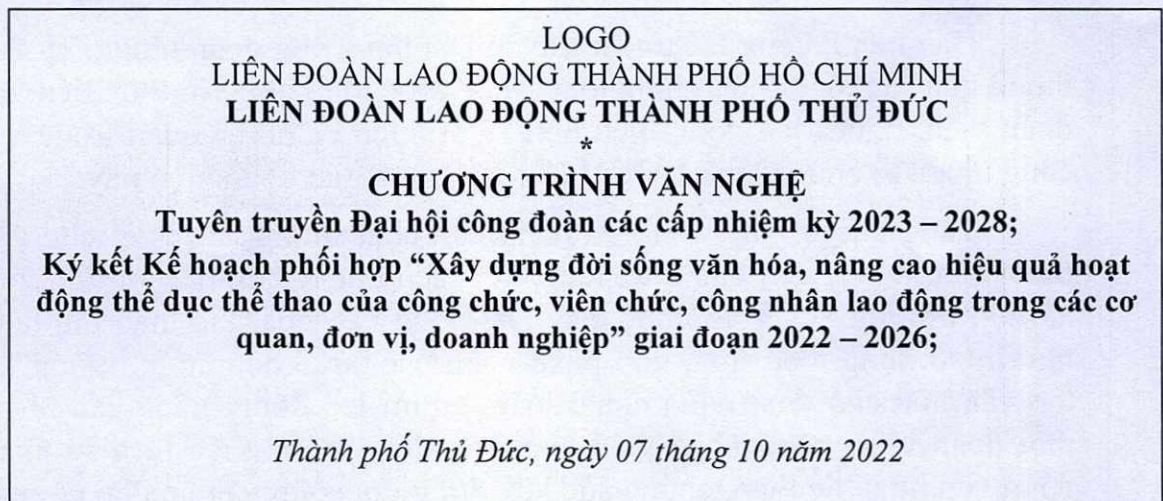 LOGO
LIÊN ĐOÀN LAO ĐỘNG THÀNH PHỐ HỒ CHÍ MINH
LIÊN ĐOÀN LAO ĐỘNG THÀNH PHỐ THỦ ĐỨC
*
CHƯƠNG TRÌNH VĂN NGHỆ
Tuyên truyền Đại hội công đoàn các cấp nhiệm kỳ 2023 – 2028;
Ký kết Kế hoạch phối hợp “Xây dựng đời sống văn hóa, nâng cao hiệu quả hoạt
động thể dục thể thao của công chức, viên chức, công nhân lao động trong các cơ
quan, đơn vị, doanh nghiệp” giai đoạn 2022 – 2026;
Thành phố Thủ Đức, ngày 07 tháng 10 năm 2022